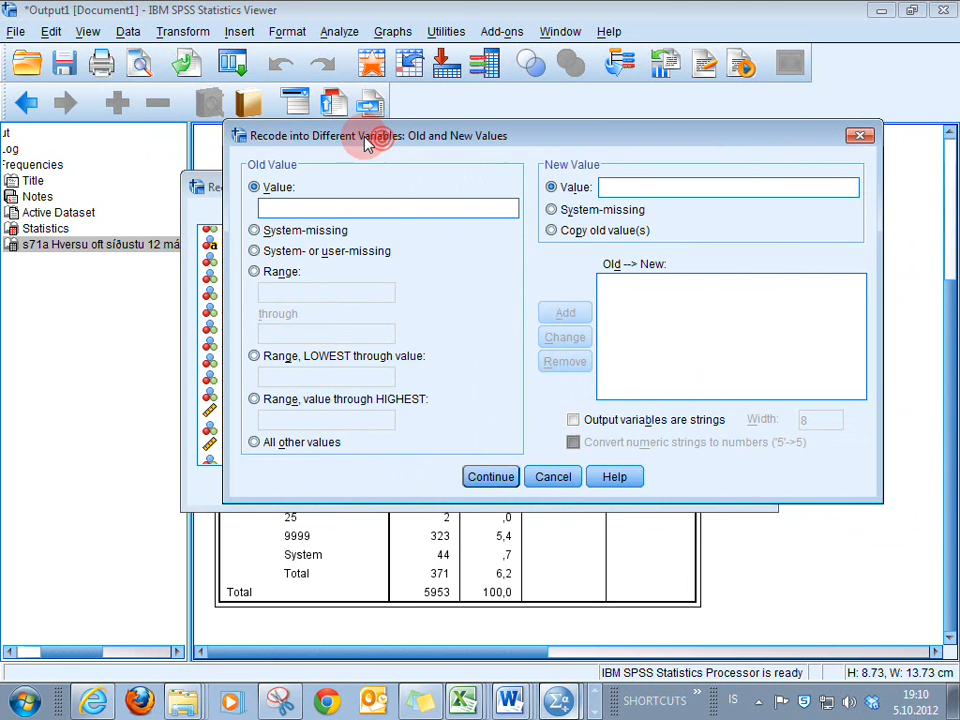 *Output1 [Document1] - IBM SPSS Statistics Viewer
File Edit View Data Transform Insert Format Analyze Graphs Utilities Add-ons Window Help
ut
.og
Frequencies
Title
Notes
Active Dataset
Statistics
s71a Hversu oft síðustu 12 má
Re
Recode into Different Variables: Old and New Values
Old Value
Value:
System-missing
System- or user-missing
Range:
through
Range, LOWEST through value:
Range, value through HIGHEST:
All other values
New Value
Value:
System-missing
Copy old value(s)
Old --> New:
Add
Change
Remove
Output variables are strings Width: 8
Convert numeric strings to numbers ('5'->5)
Continue Cancel Help
25 2 ,0
9999 323 5,4
System 44 ,7
Total 371 6,2
Total 5953 100,0
IBM SPSS Statistics Processor is ready H: 8.73, W: 13.73 cm
SHORTCUTS » IS 19:10
5.10.2012